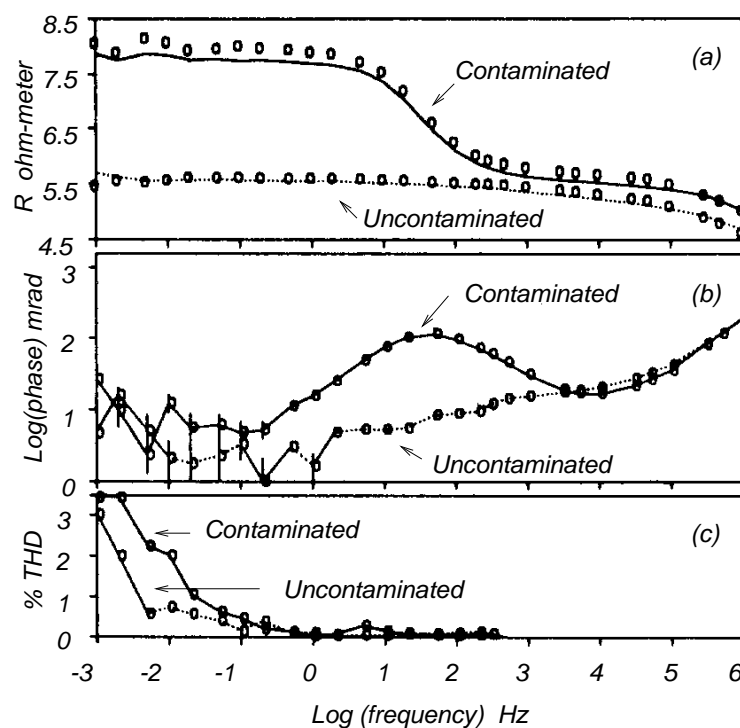 R ohm-meter
8.5
7.5
6.5
5.5
4.5
(a)
Contaminated
Uncontaminated
Log(phase) mrad
3
2
1
0
(b)
Contaminated
Uncontaminated
% THD
3
2
1
0
(c)
Contaminated
Uncontaminated
-3 -2 -1 0 1 2 3 4 5 6
Log (frequency) Hz